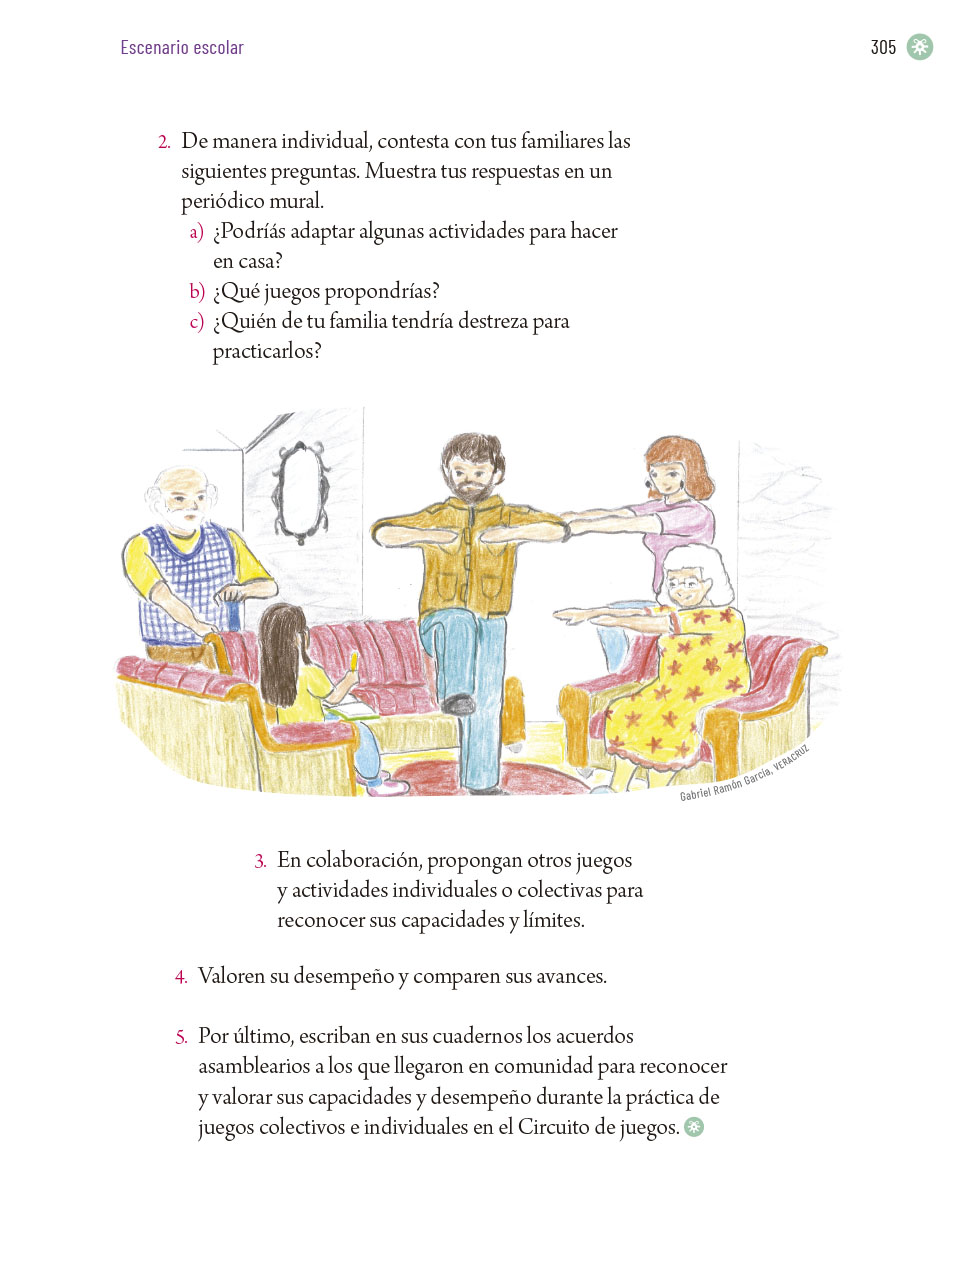 Escenario escolar
305
2. De manera individual, contesta con tus familiares las
siguientes preguntas. Muestra tus respuestas en un
periódico mural.
a) ¿Podríás adaptar algunas actividades para hacer
en casa?
b) ¿Qué juegos propondrías?
c) ¿Quién de tu familia tendría destreza para
practicarlos?
Gabriel Ramón García, VERACRUZ
3. En colaboración, propongan otros juegos
y actividades individuales o colectivas para
reconocer sus capacidades y límites.
4. Valoren su desempeño y comparen sus avances.
5. Por último, escriban en sus cuadernos los acuerdos
asamblearios a los que llegaron en comunidad para reconocer
y valorar sus capacidades y desempeño durante la práctica de
juegos colectivos e individuales en el Circuito de juegos.